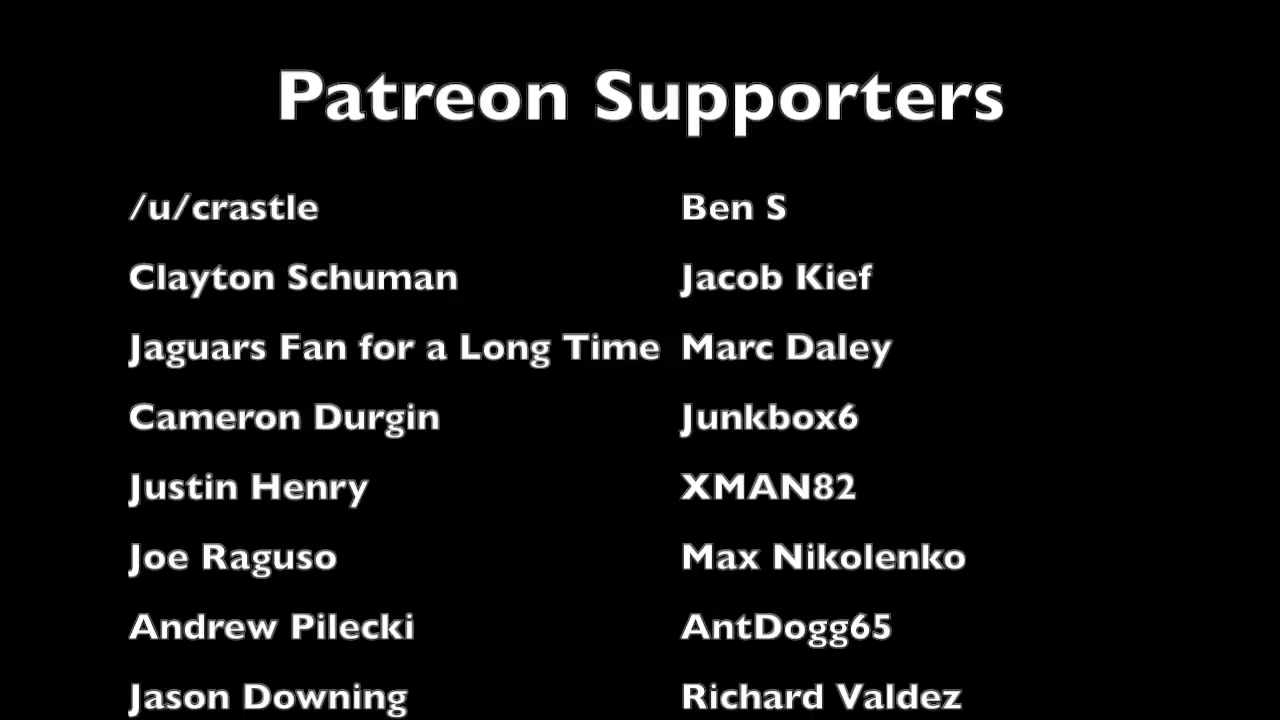 Patreon Supporters
/u/crastle
Clayton Schuman
Jaguars Fan for a Long Time
Cameron Durgin
Justin Henry
Joe Raguso
Andrew Pilecki
Jason Downing
Ben S
Jacob Kief
Marc Daley
Junkbox6
XMAN82
Max Nikolenko
AntDogg65
Richard Valdez